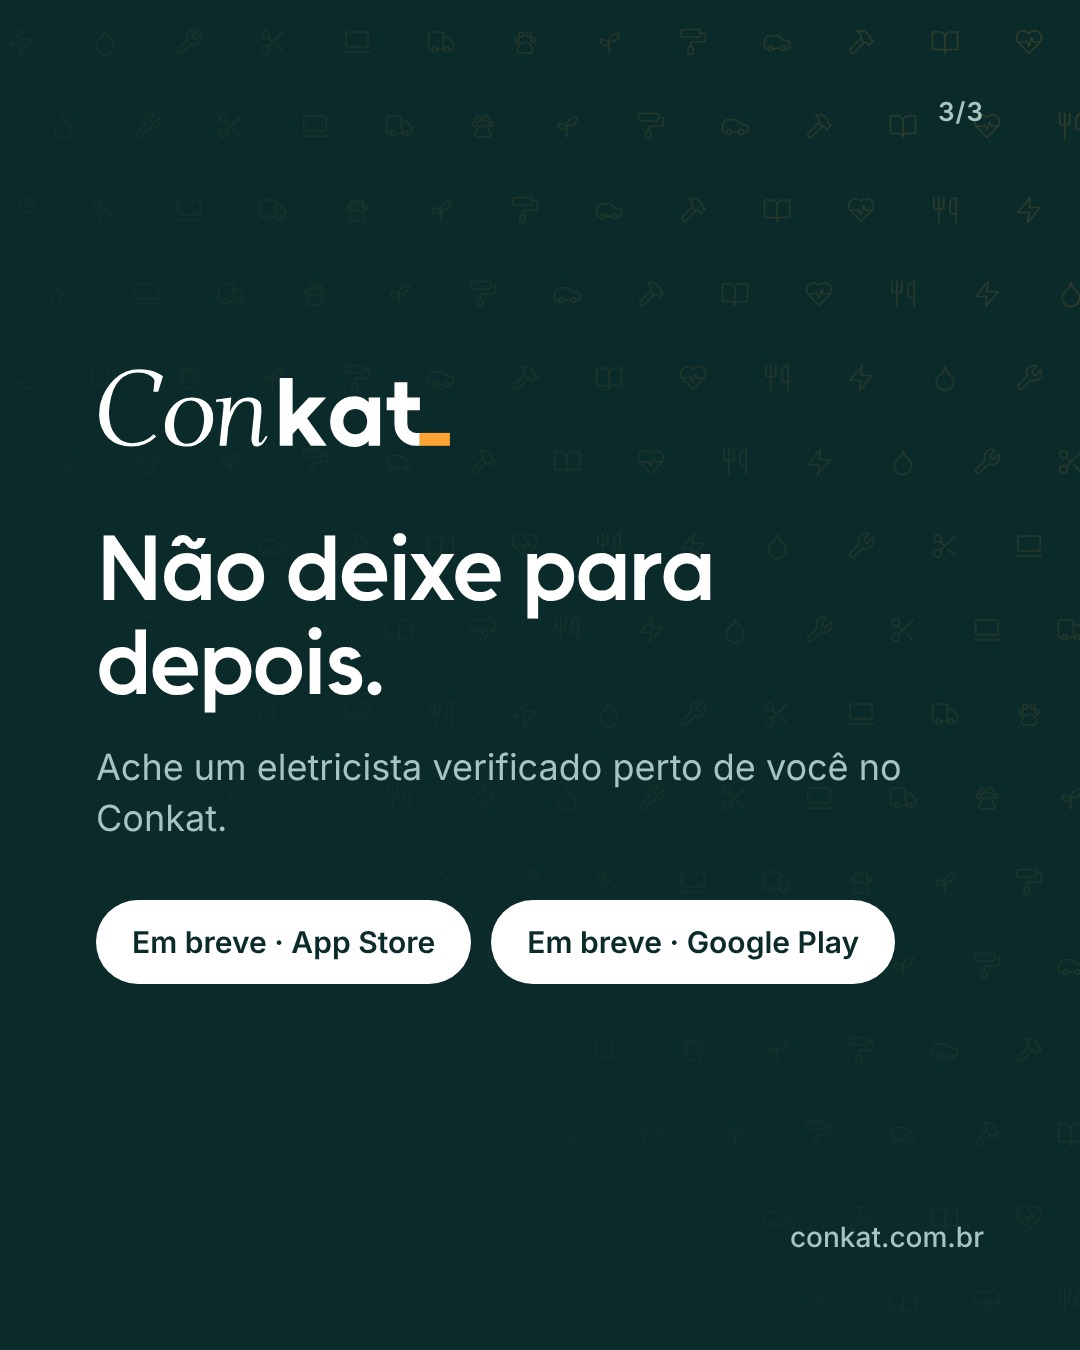 3/3
Conkat
Não deixe para
depois.
Ache um eletricista verificado perto de você no
Conkat.
Em breve · App Store
Em breve · Google Play
conkat.com.br